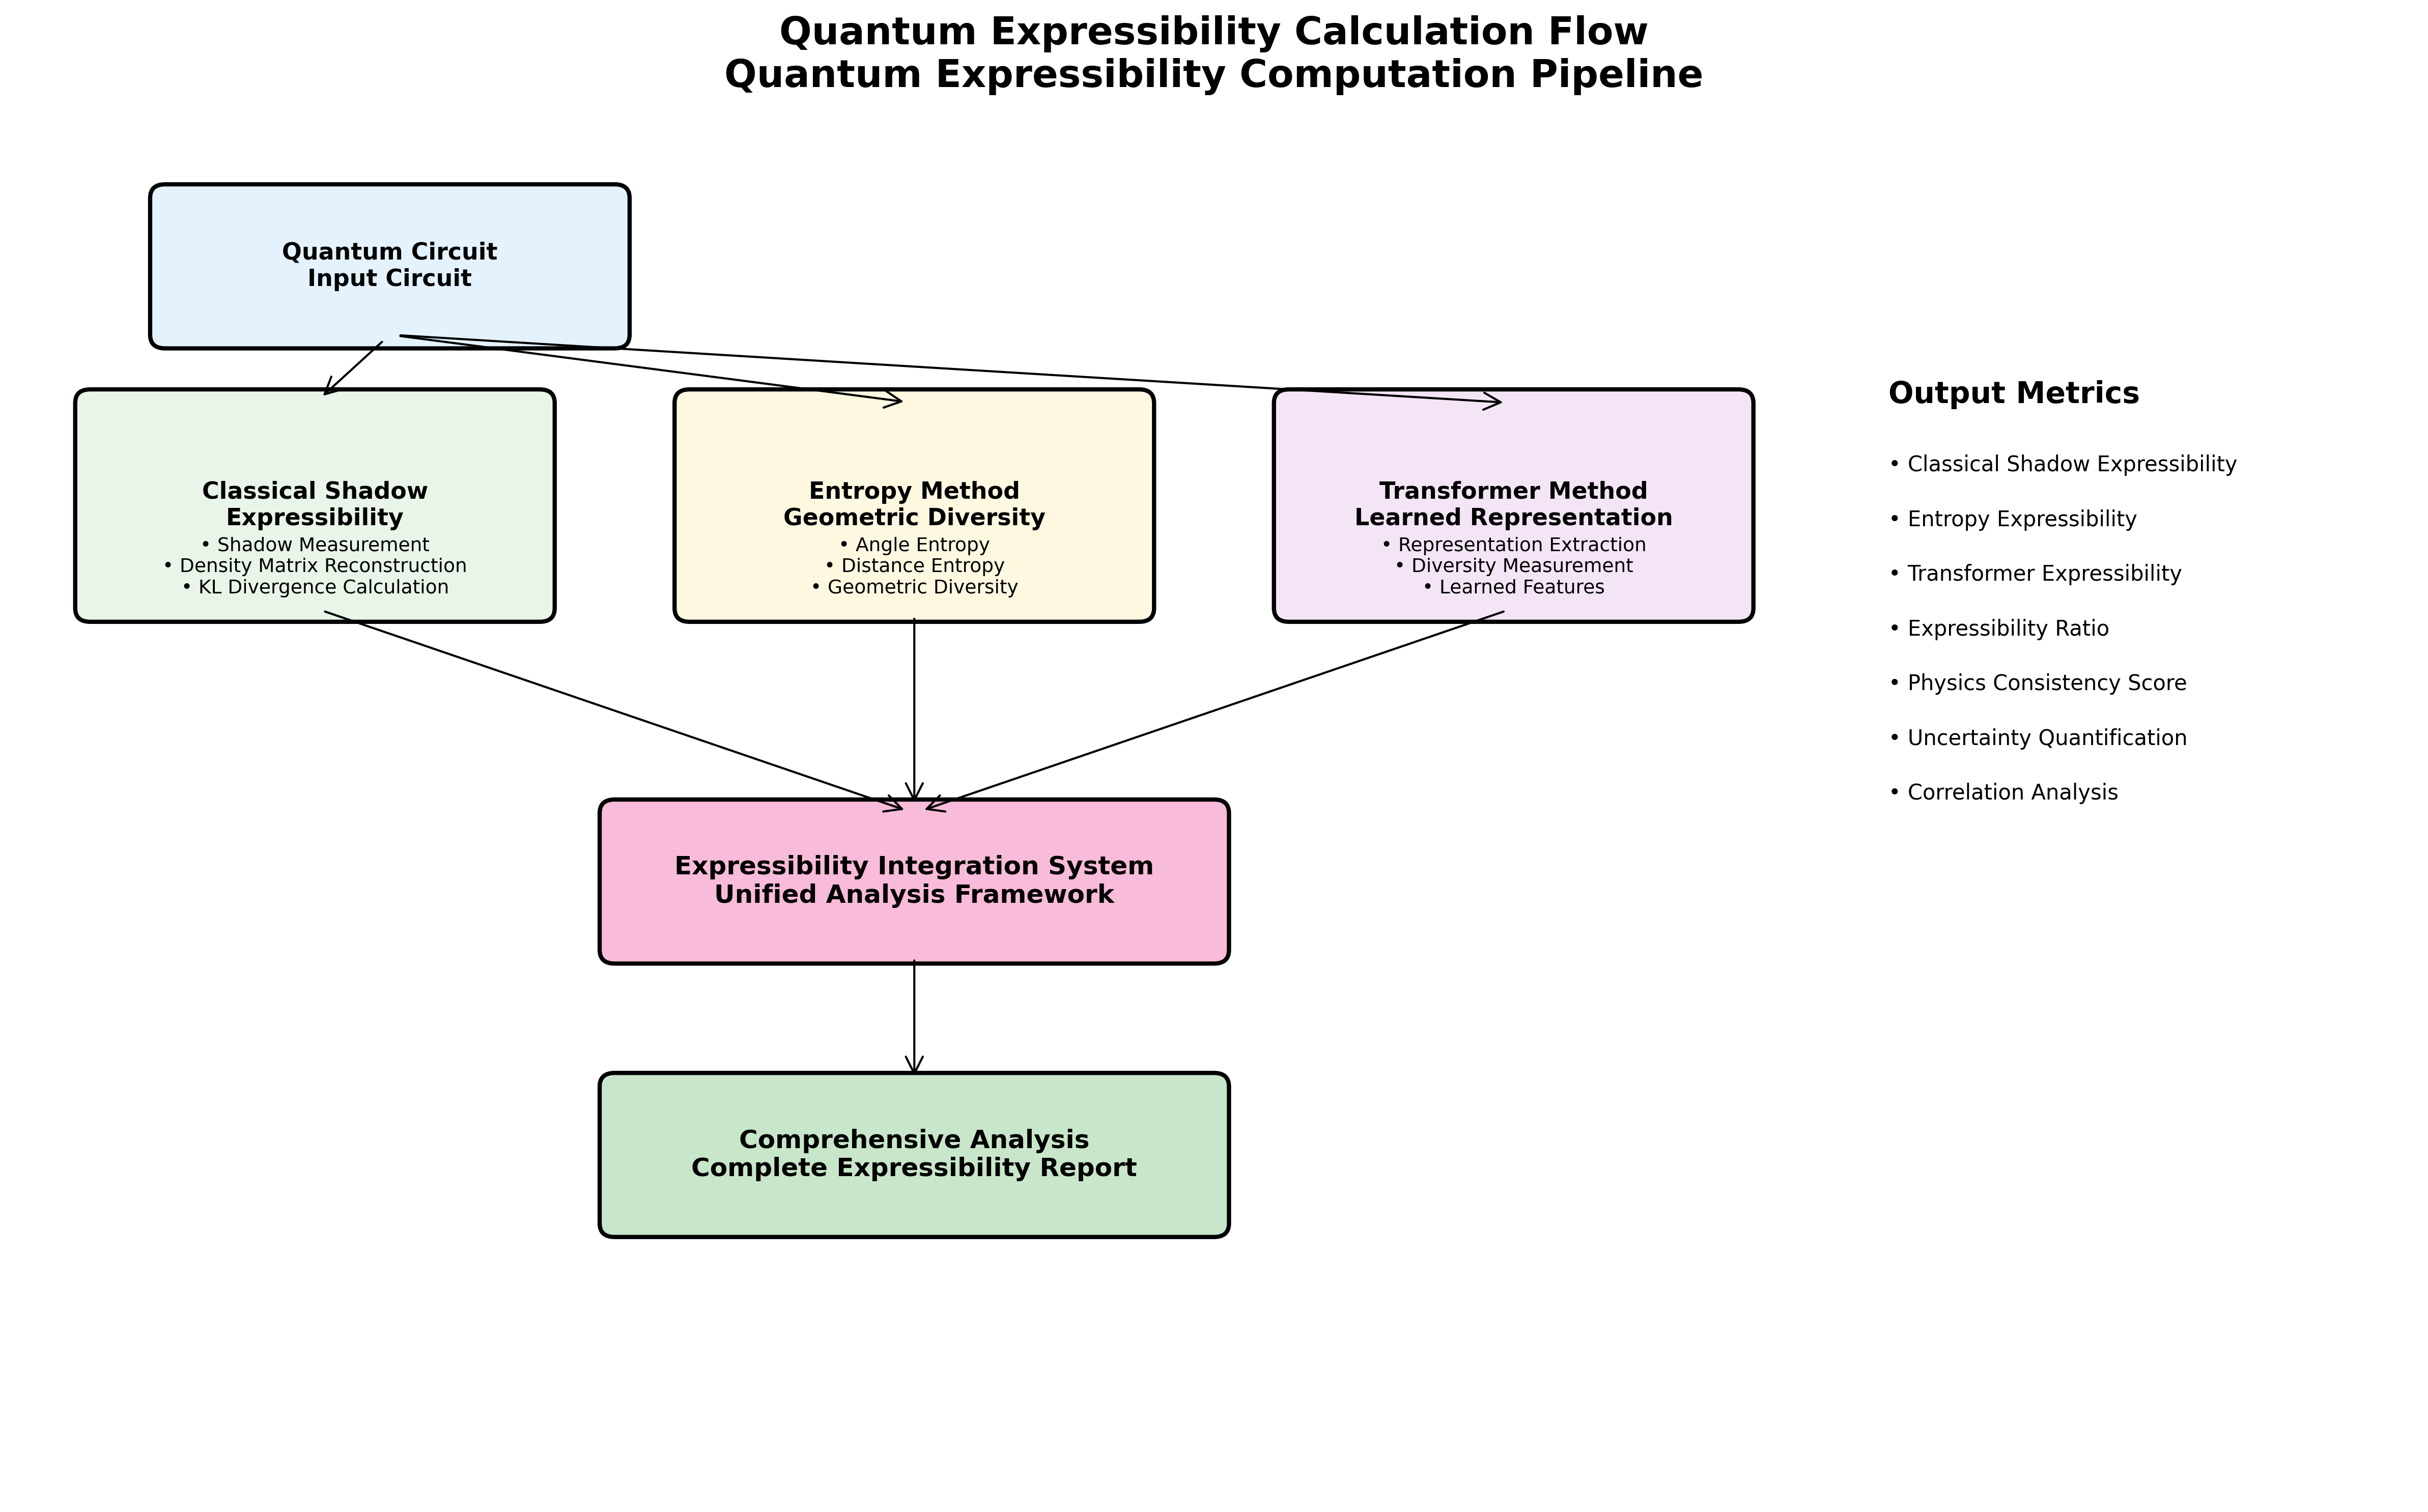 Quantum Expressibility Calculation Flow
Quantum Expressibility Computation Pipeline
Quantum Circuit
Input Circuit
Classical Shadow
Expressibility
• Shadow Measurement
• Density Matrix Reconstruction
• KL Divergence Calculation
Entropy Method
Geometric Diversity
• Angle Entropy
• Distance Entropy
• Geometric Diversity
Transformer Method
Learned Representation
• Representation Extraction
• Diversity Measurement
• Learned Features
Output Metrics
• Classical Shadow Expressibility
• Entropy Expressibility
• Transformer Expressibility
• Expressibility Ratio
• Physics Consistency Score
• Uncertainty Quantification
• Correlation Analysis
Expressibility Integration System
Unified Analysis Framework
Comprehensive Analysis
Complete Expressibility Report